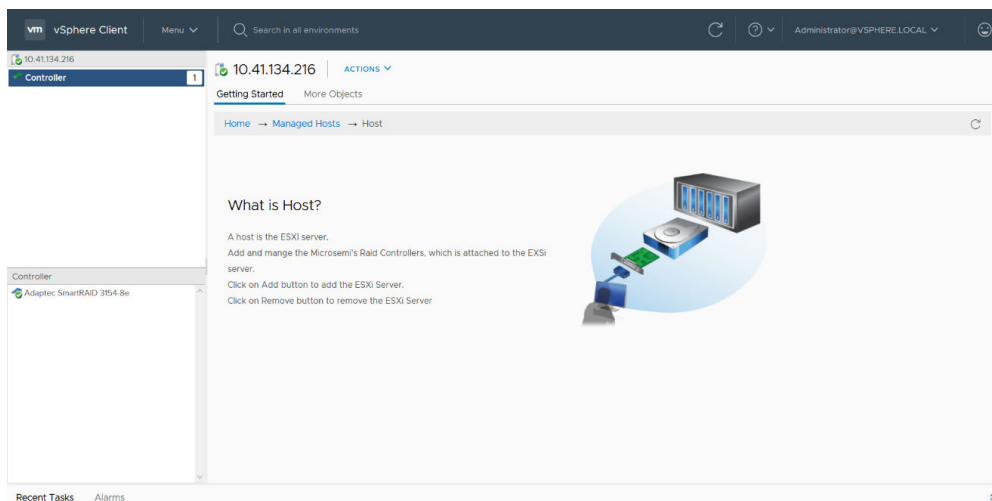 vm vSphere Client Menu Search in all environments Administrator@VSPHERE.LOCAL
10.41.134.216
Controller 1
10.41.134.216 ACTIONS
Getting Started More Objects
Home → Managed Hosts → Host
What is Host?
A host is the ESXI server.
Add and mange the Microsemi's Raid Controllers, which is attached to the EXSi
server.
Click on Add button to add the ESXi Server.
Click on Remove button to remove the ESXi Server
Controller
Adaptec SmartRAID 3154-8e
Recent Tasks Alarms